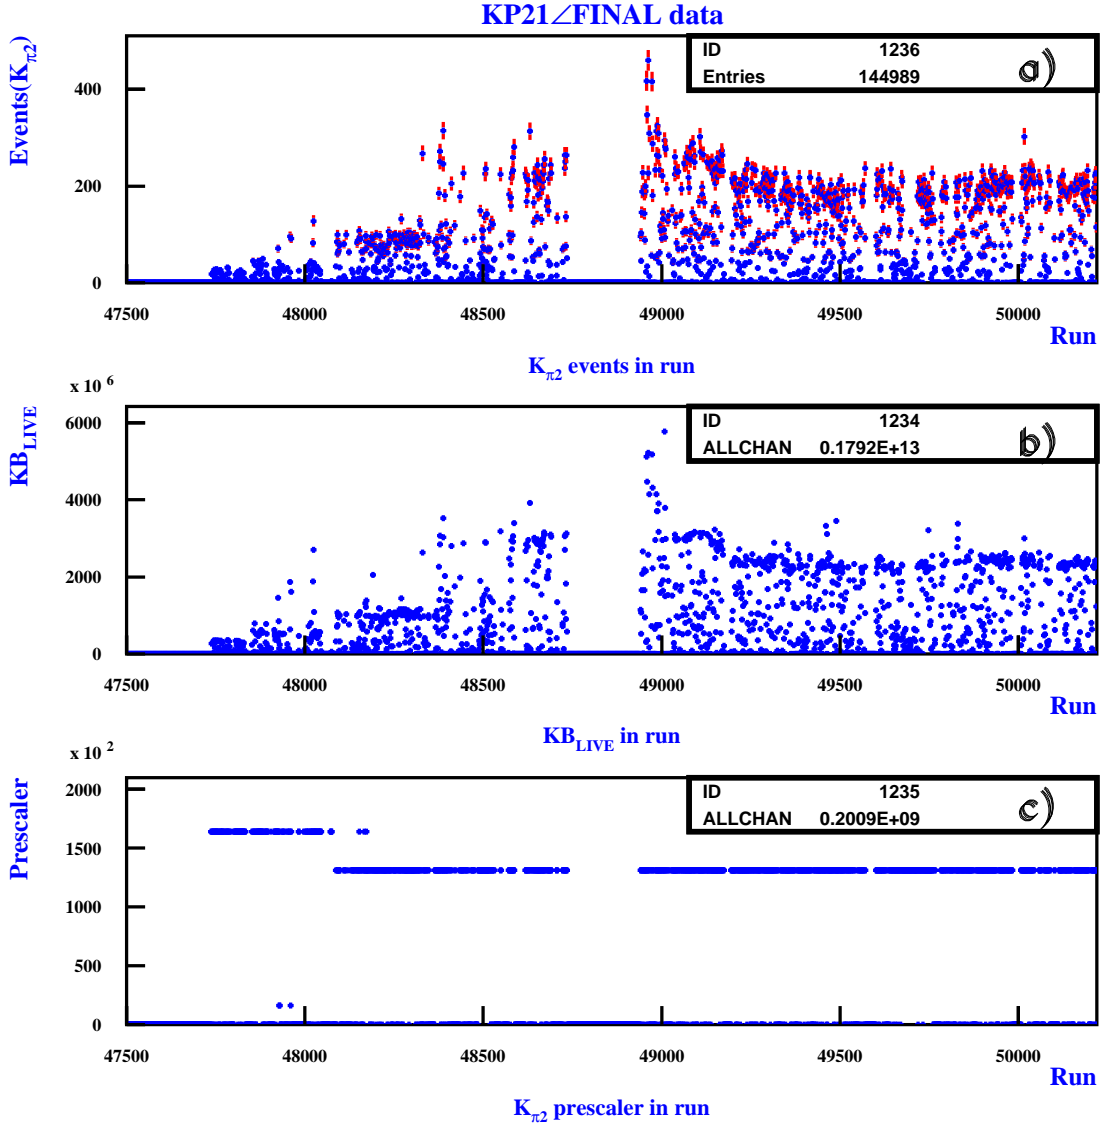 KP21∠FINAL data
ID 1236
Entries 144989
a)
Events(Kπ2)
400
200
0
47500 48000 48500 49000 49500 50000
Run
Kπ2 events in run
x 10 6
ID 1234
ALLCHAN 0.1792E+13
b)
KBLIVE
6000
4000
2000
0
47500 48000 48500 49000 49500 50000
Run
KBLIVE in run
x 10 2
ID 1235
ALLCHAN 0.2009E+09
c)
Prescaler
2000
1500
1000
500
0
47500 48000 48500 49000 49500 50000
Run
Kπ2 prescaler in run